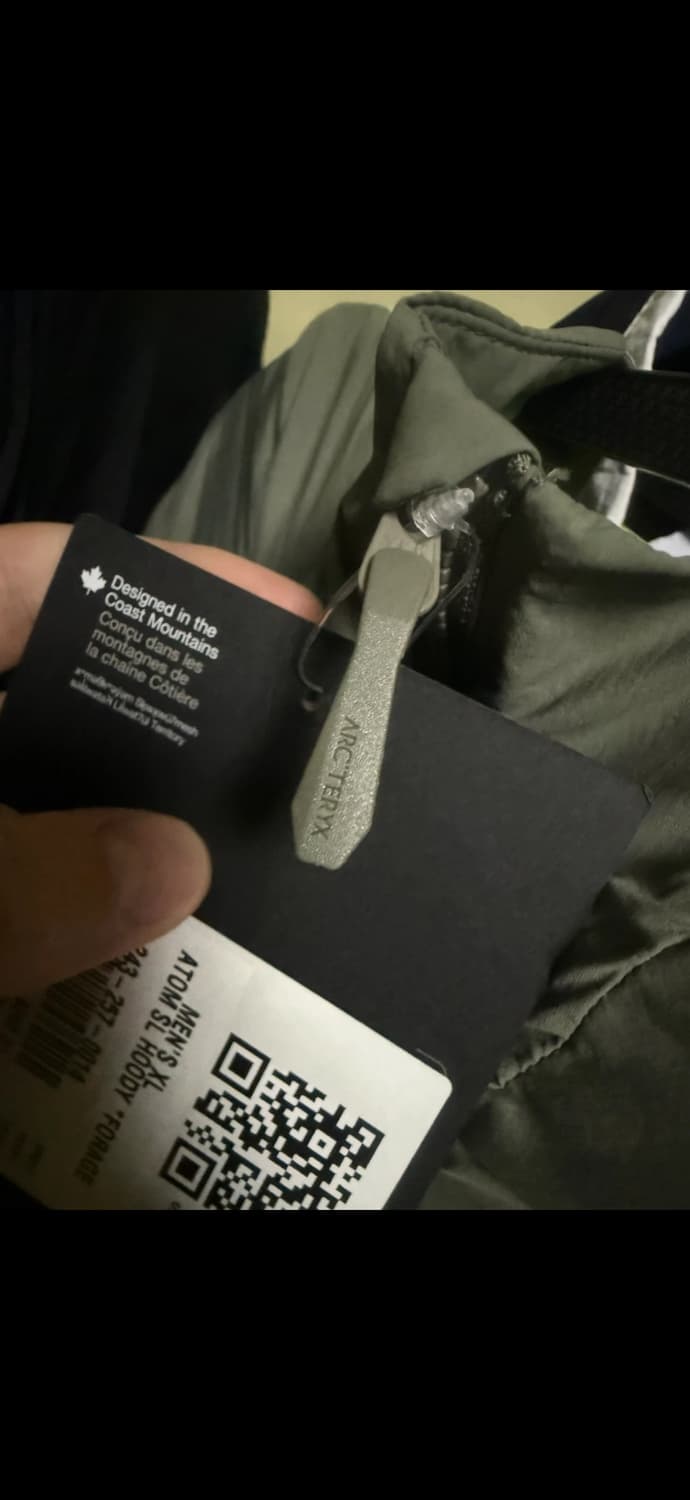 Designed in the
Coast Mountains
Conçu dans les
montagnes de
la chaîne Côtière
ARC'TERYX
MEN'S XL
ATOM SL HOODY *FORAGE